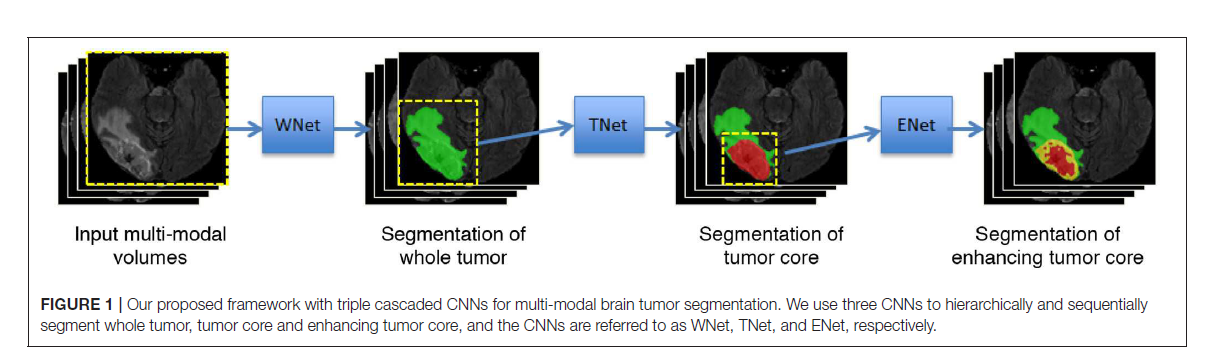 WNet
TNet
ENet
Input multi-modal
volumes
Segmentation of
whole tumor
Segmentation of
tumor core
Segmentation of
enhancing tumor core
FIGURE 1 | Our proposed framework with triple cascaded CNNs for multi-modal brain tumor segmentation. We use three CNNs to hierarchically and sequentially
segment whole tumor, tumor core and enhancing tumor core, and the CNNs are referred to as WNet, TNet, and ENet, respectively.